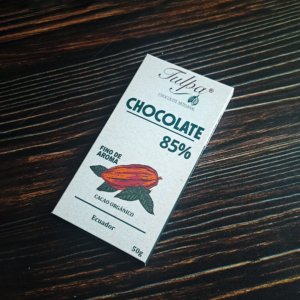 Tulpa®
CHOCOLATE
85%
FINO DE
AROMA
CACAO ORGÁNICO
Ecuador
50g